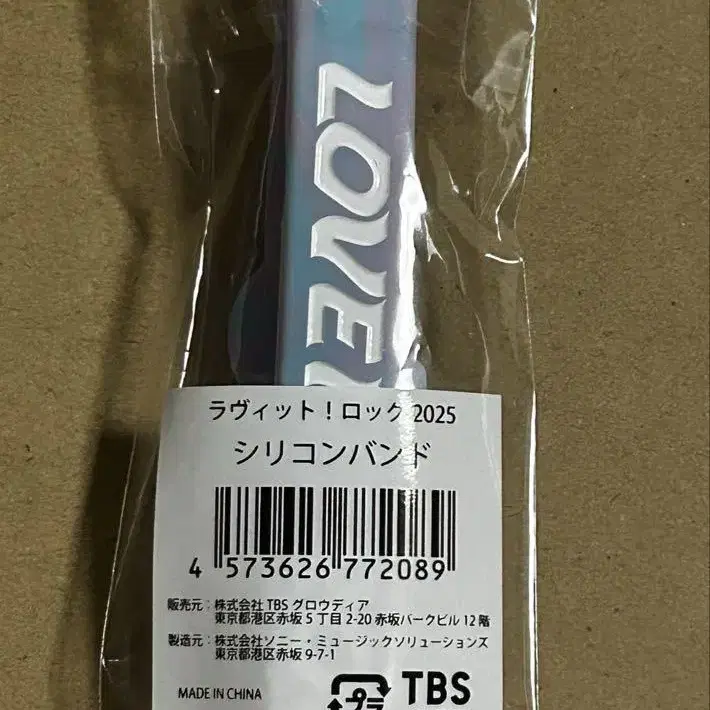 LOVE
ラヴィット！ロック 2025
シリコンバンド
4 573626 772089
販売元：株式会社 TBS グロウディア
東京都港区赤坂 5 丁目 2-20 赤坂パークビル 12 階
製造元：株式会社ソニー・ミュージックソリューションズ
東京都港区赤坂 9-7-1
MADE IN CHINA
プラ
TBS